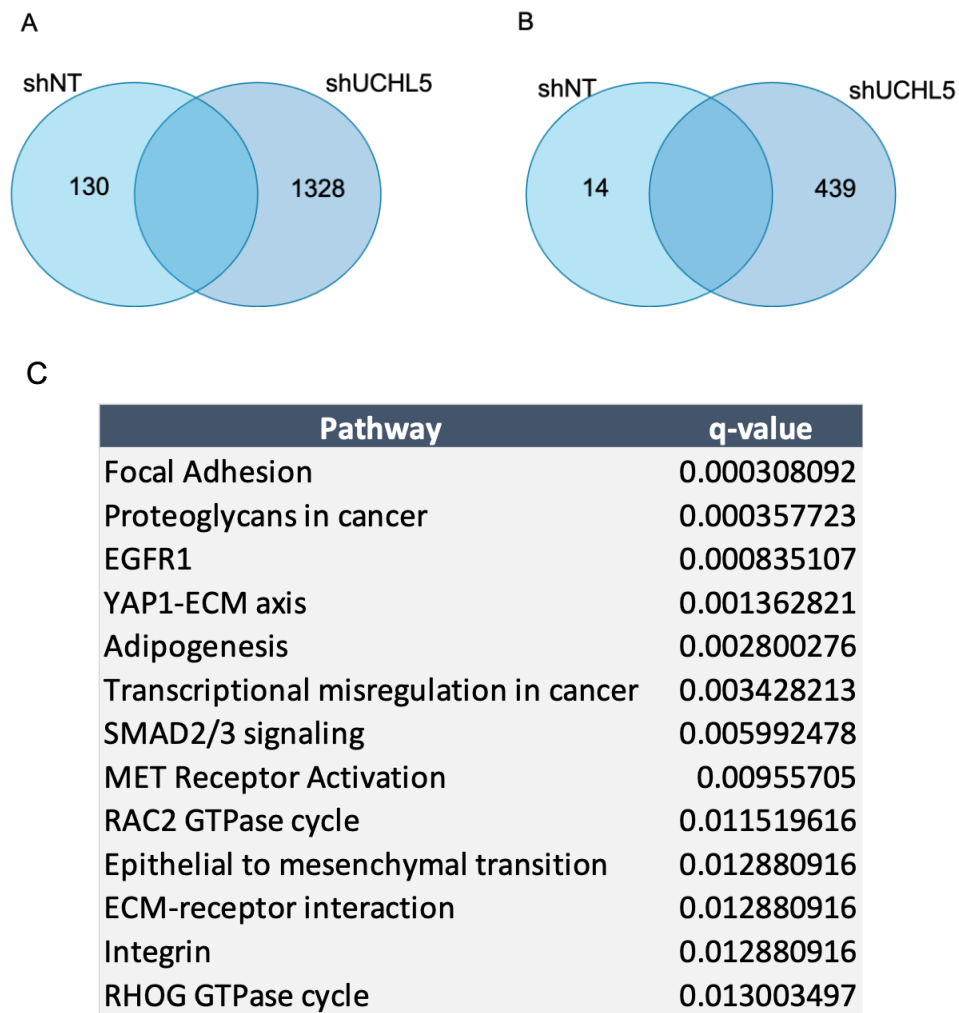 A
B
shNT
shUCHL5
shNT
shUCHL5
130
1328
14
439
C
Pathway q-value
Focal Adhesion 0.000308092
Proteoglycans in cancer 0.000357723
EGFR1 0.000835107
YAP1-ECM axis 0.001362821
Adipogenesis 0.002800276
Transcriptional misregulation in cancer 0.003428213
SMAD2/3 signaling 0.005992478
MET Receptor Activation 0.00955705
RAC2 GTPase cycle 0.011519616
Epithelial to mesenchymal transition 0.012880916
ECM-receptor interaction 0.012880916
Integrin 0.012880916
RHOG GTPase cycle 0.013003497